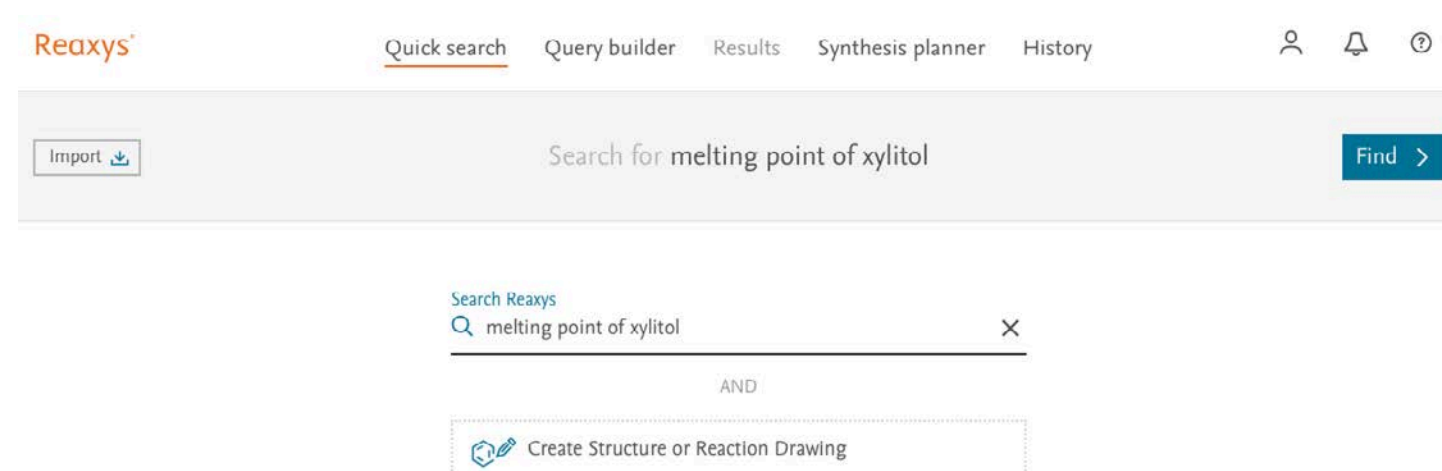 Reaxys®
Quick search Query builder Results Synthesis planner History
Import
Search for melting point of xylitol
Find
Search Reaxys
melting point of xylitol
AND
Create Structure or Reaction Drawing